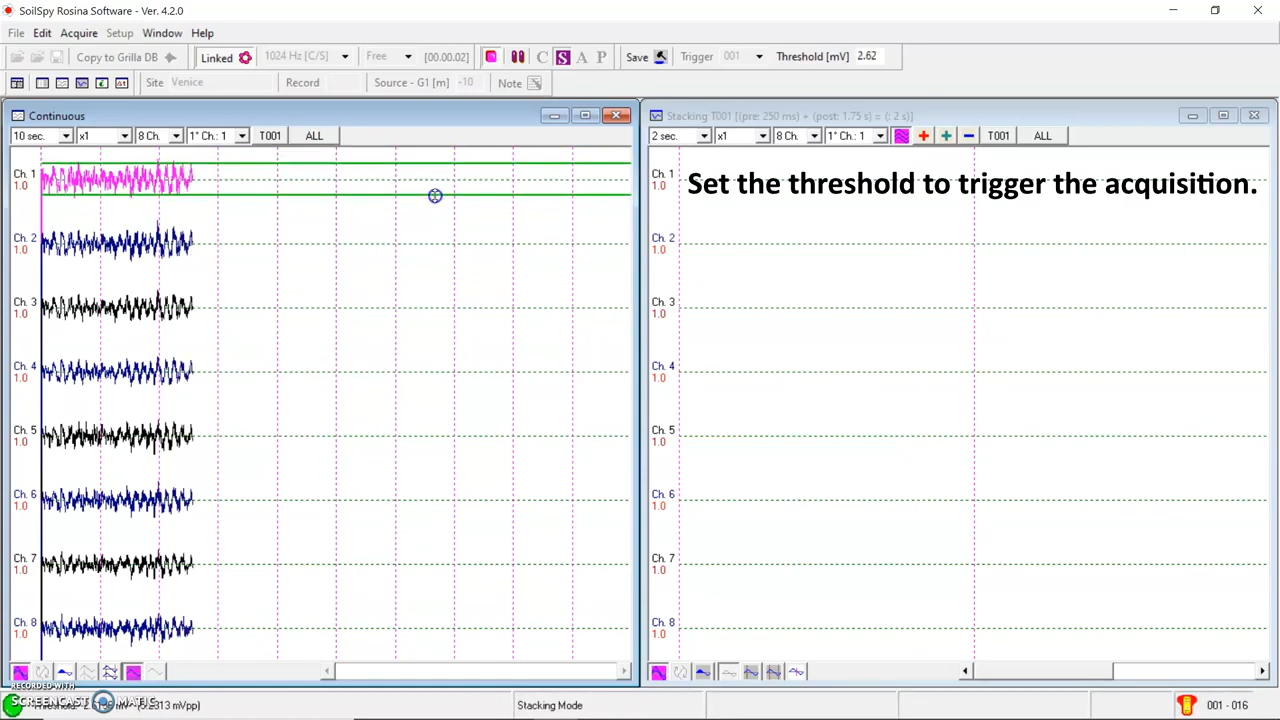 SoilSpy Rosina Software - Ver. 4.2.0
File Edit Acquire Setup Window Help
Copy to Grilla DB Linked 1024 Hz [C/S] Free [00.00.02] C S A P Save Trigger 001 Threshold [mV] 2.62
Site Venice Record Source - G1 [m] -10 Note
Continuous
10 sec. x1 8 Ch. 1° Ch.: 1 T001 ALL
Ch. 1
1.0
Ch. 2
1.0
Ch. 3
1.0
Ch. 4
1.0
Ch. 5
1.0
Ch. 6
1.0
Ch. 7
1.0
Ch. 8
1.0
Stacking T001 [(pre: 250 ms) + (post: 1.75 s) = (: 2 s)]
2 sec. x1 8 Ch. 1° Ch.: 1 T001 ALL
Set the threshold to trigger the acquisition.
Ch. 1
1.0
Ch. 2
1.0
Ch. 3
1.0
Ch. 4
1.0
Ch. 5
1.0
Ch. 6
1.0
Ch. 7
1.0
Ch. 8
1.0
RECORDED WITH
SCREENCAST MATIC
mVpp) Stacking Mode 001 - 016